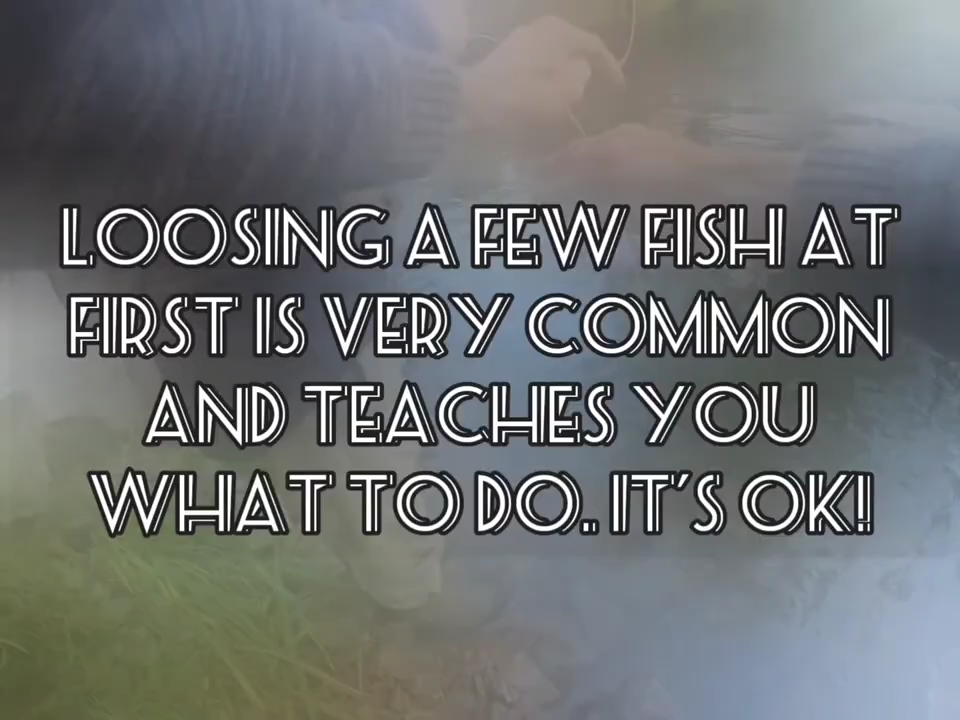 LOOSING A FEW FISH AT
FIRST IS VERY COMMON
AND TEACHES YOU
WHAT TO DO. IT'S OK!